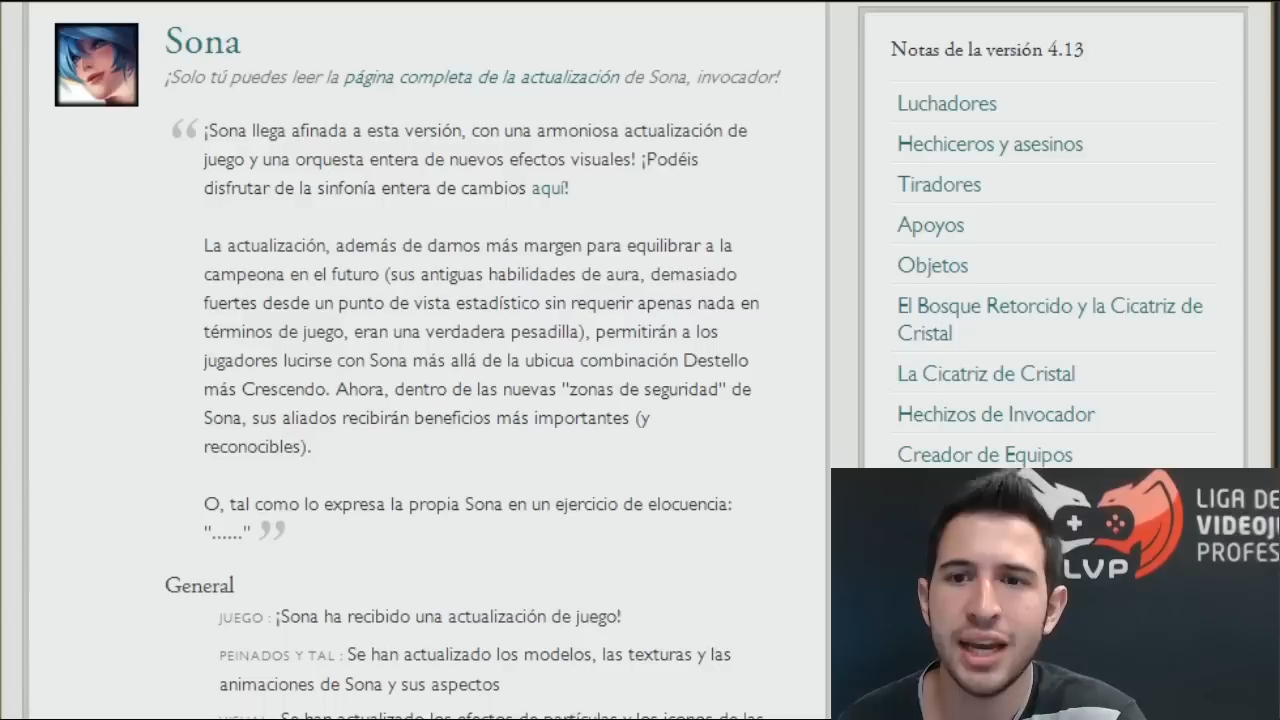 Sona
¡Solo tú puedes leer la página completa de la actualización de Sona, invocador!
“ ¡Sona llega afinada a esta versión, con una armoniosa actualización de
juego y una orquesta entera de nuevos efectos visuales! ¡Podéis
disfrutar de la sinfonía entera de cambios aquí!
La actualización, además de darnos más margen para equilibrar a la
campeona en el futuro (sus antiguas habilidades de aura, demasiado
fuertes desde un punto de vista estadístico sin requerir apenas nada en
términos de juego, eran una verdadera pesadilla), permitirán a los
jugadores lucirse con Sona más allá de la ubicua combinación Destello
más Crescendo. Ahora, dentro de las nuevas "zonas de seguridad" de
Sona, sus aliados recibirán beneficios más importantes (y
reconocibles).
O, tal como lo expresa la propia Sona en un ejercicio de elocuencia:
"......" ”
General
JUEGO : ¡Sona ha recibido una actualización de juego!
PEINADOS Y TAL : Se han actualizado los modelos, las texturas y las
animaciones de Sona y sus aspectos
VISUAL : Se han actualizado los efectos de partículas y los iconos de las
Notas de la versión 4.13
Luchadores
Hechiceros y asesinos
Tiradores
Apoyos
Objetos
El Bosque Retorcido y la Cicatriz de
Cristal
La Cicatriz de Cristal
Hechizos de Invocador
Creador de Equipos
LIGA DE
VIDEOJ
PROFES
LVP